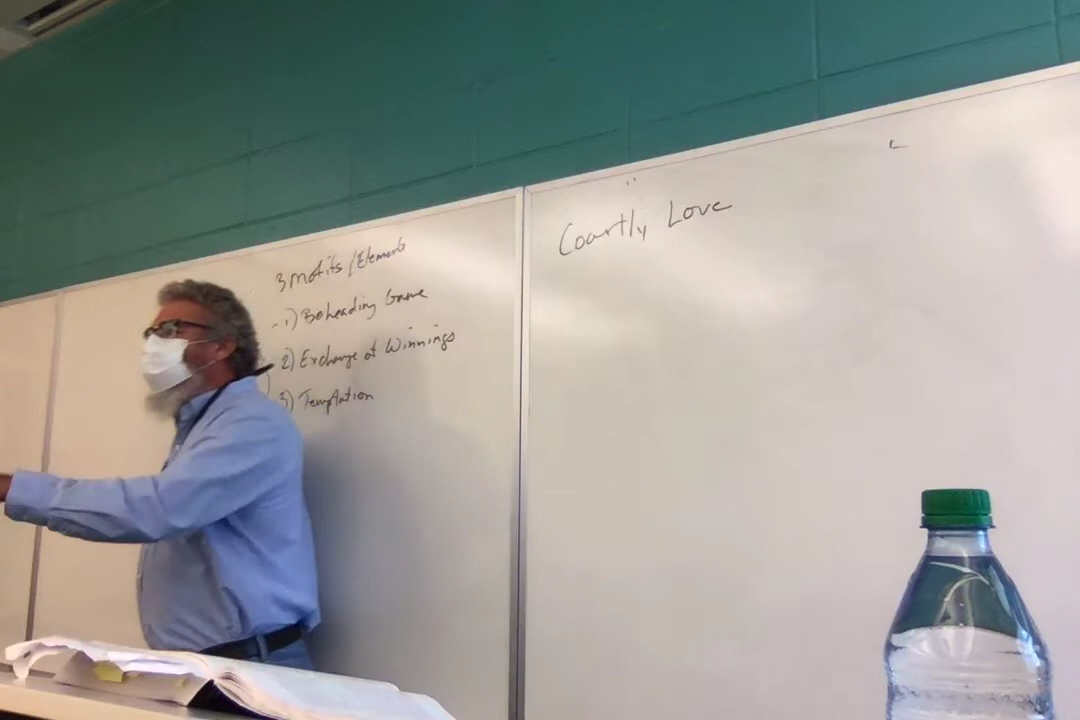 3 Motifs / Elements
1) Beheading Game
2) Exchange of Winnings
3) Temptation
Courtly Love